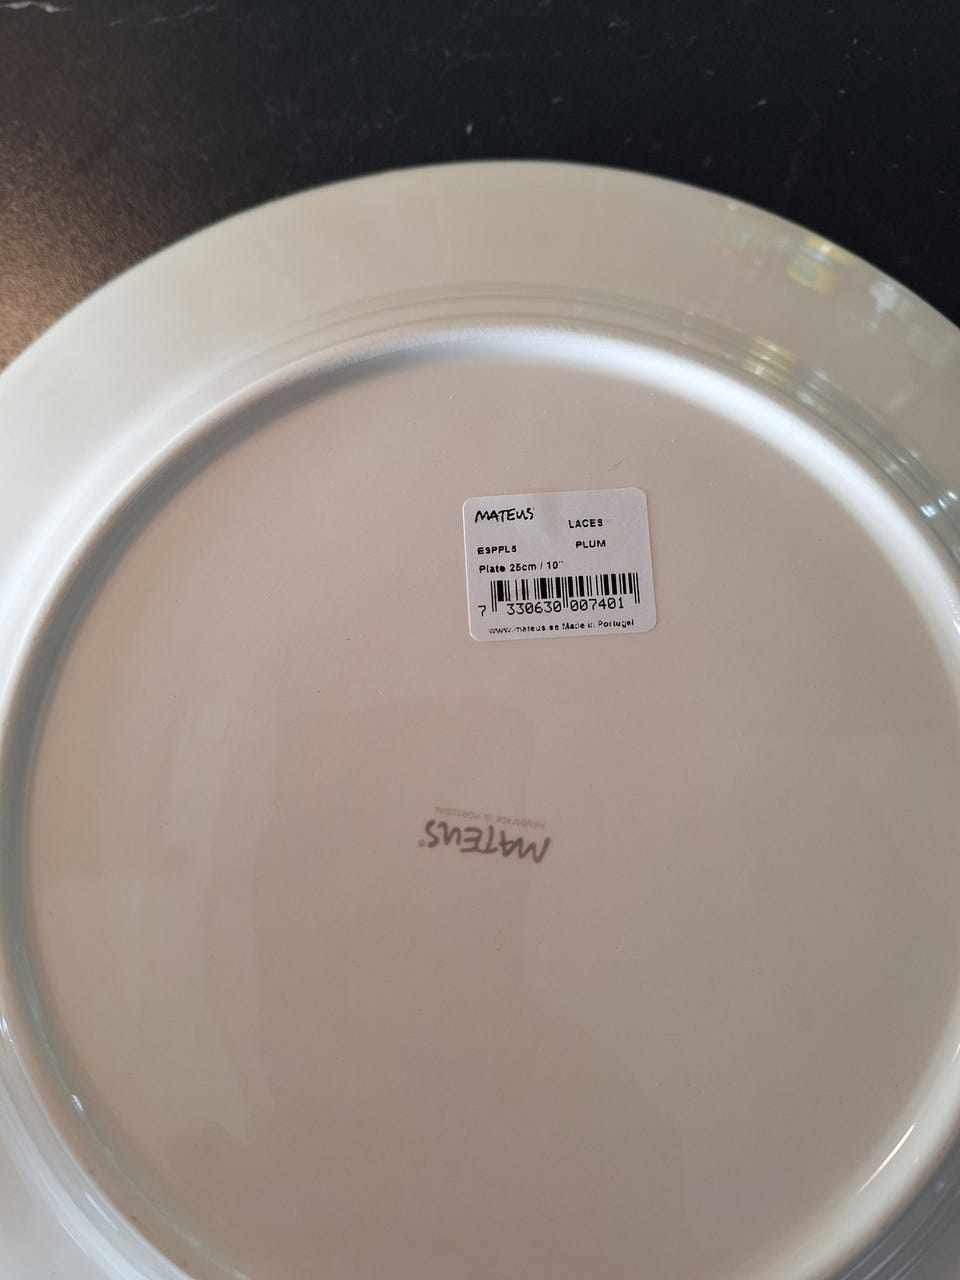 MATEUS
LACES
ESPPL5
PLUM
Plate 25cm / 10"
7 330630 007401
www.mateus.se Made in Portugal
HANDMADE IN PORTUGAL
MATEUS®